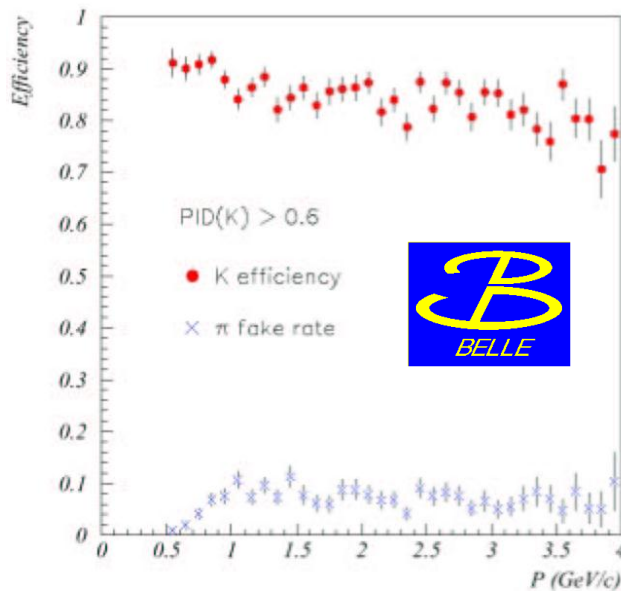 Efficiency
1
0.9
0.8
0.7
0.6
0.5
0.4
0.3
0.2
0.1
0
PID(K) > 0.6
K efficiency
π fake rate
B
BELLE
0 0.5 1 1.5 2 2.5 3 3.5 4
P (GeV/c)